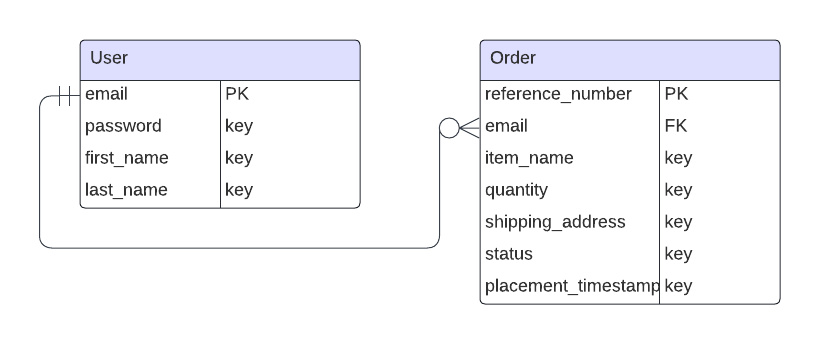 User
email PK
password key
first_name key
last_name key
Order
reference_number PK
email FK
item_name key
quantity key
shipping_address key
status key
placement_timestamp key